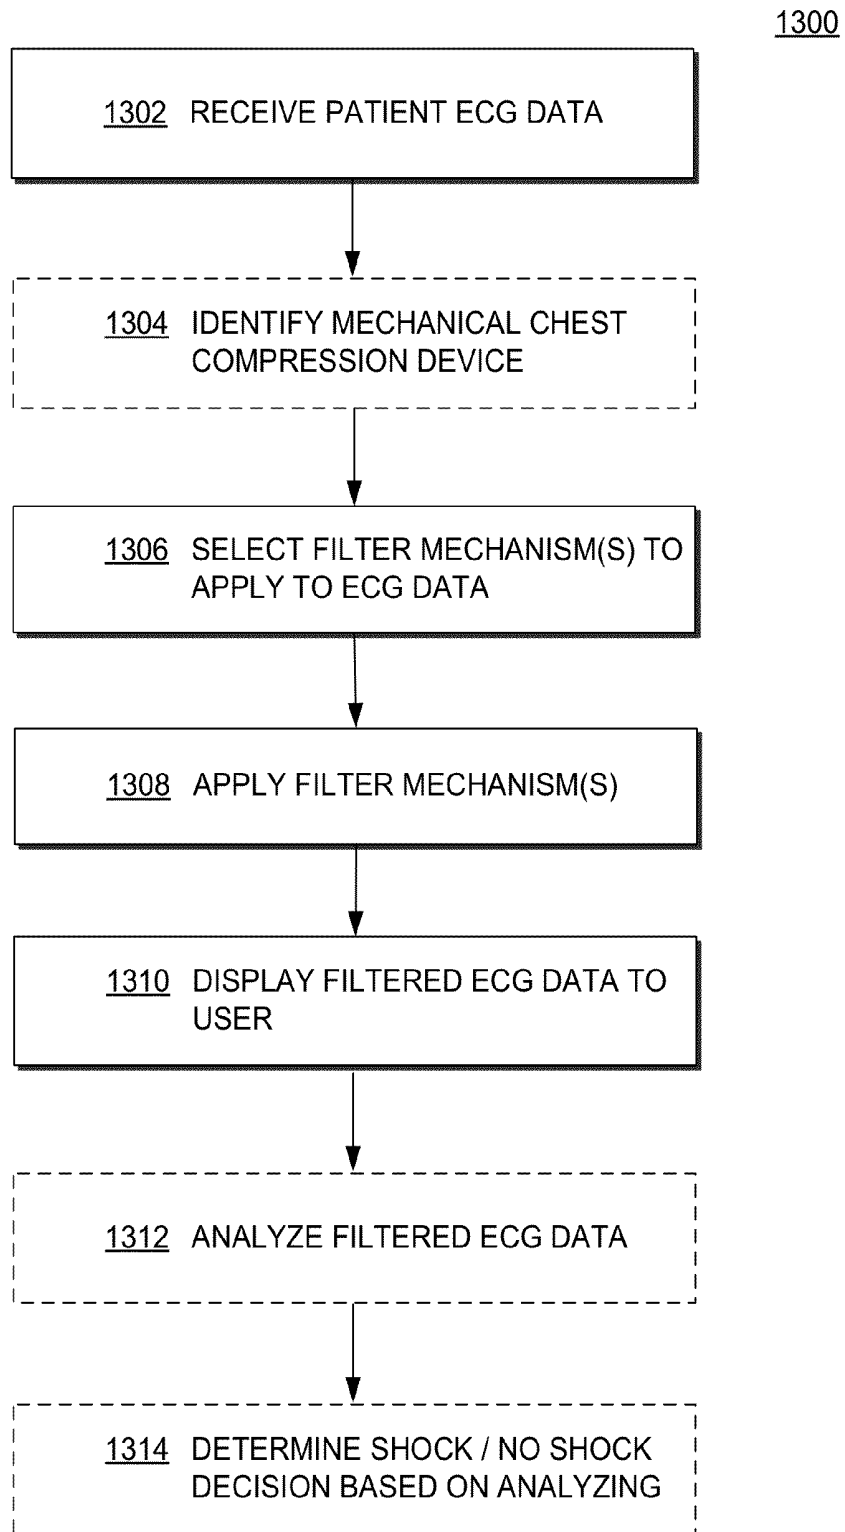 1300
1302 RECEIVE PATIENT ECG DATA
1304 IDENTIFY MECHANICAL CHEST
COMPRESSION DEVICE
1306 SELECT FILTER MECHANISM(S) TO
APPLY TO ECG DATA
1308 APPLY FILTER MECHANISM(S)
1310 DISPLAY FILTERED ECG DATA TO
USER
1312 ANALYZE FILTERED ECG DATA
1314 DETERMINE SHOCK / NO SHOCK
DECISION BASED ON ANALYZING